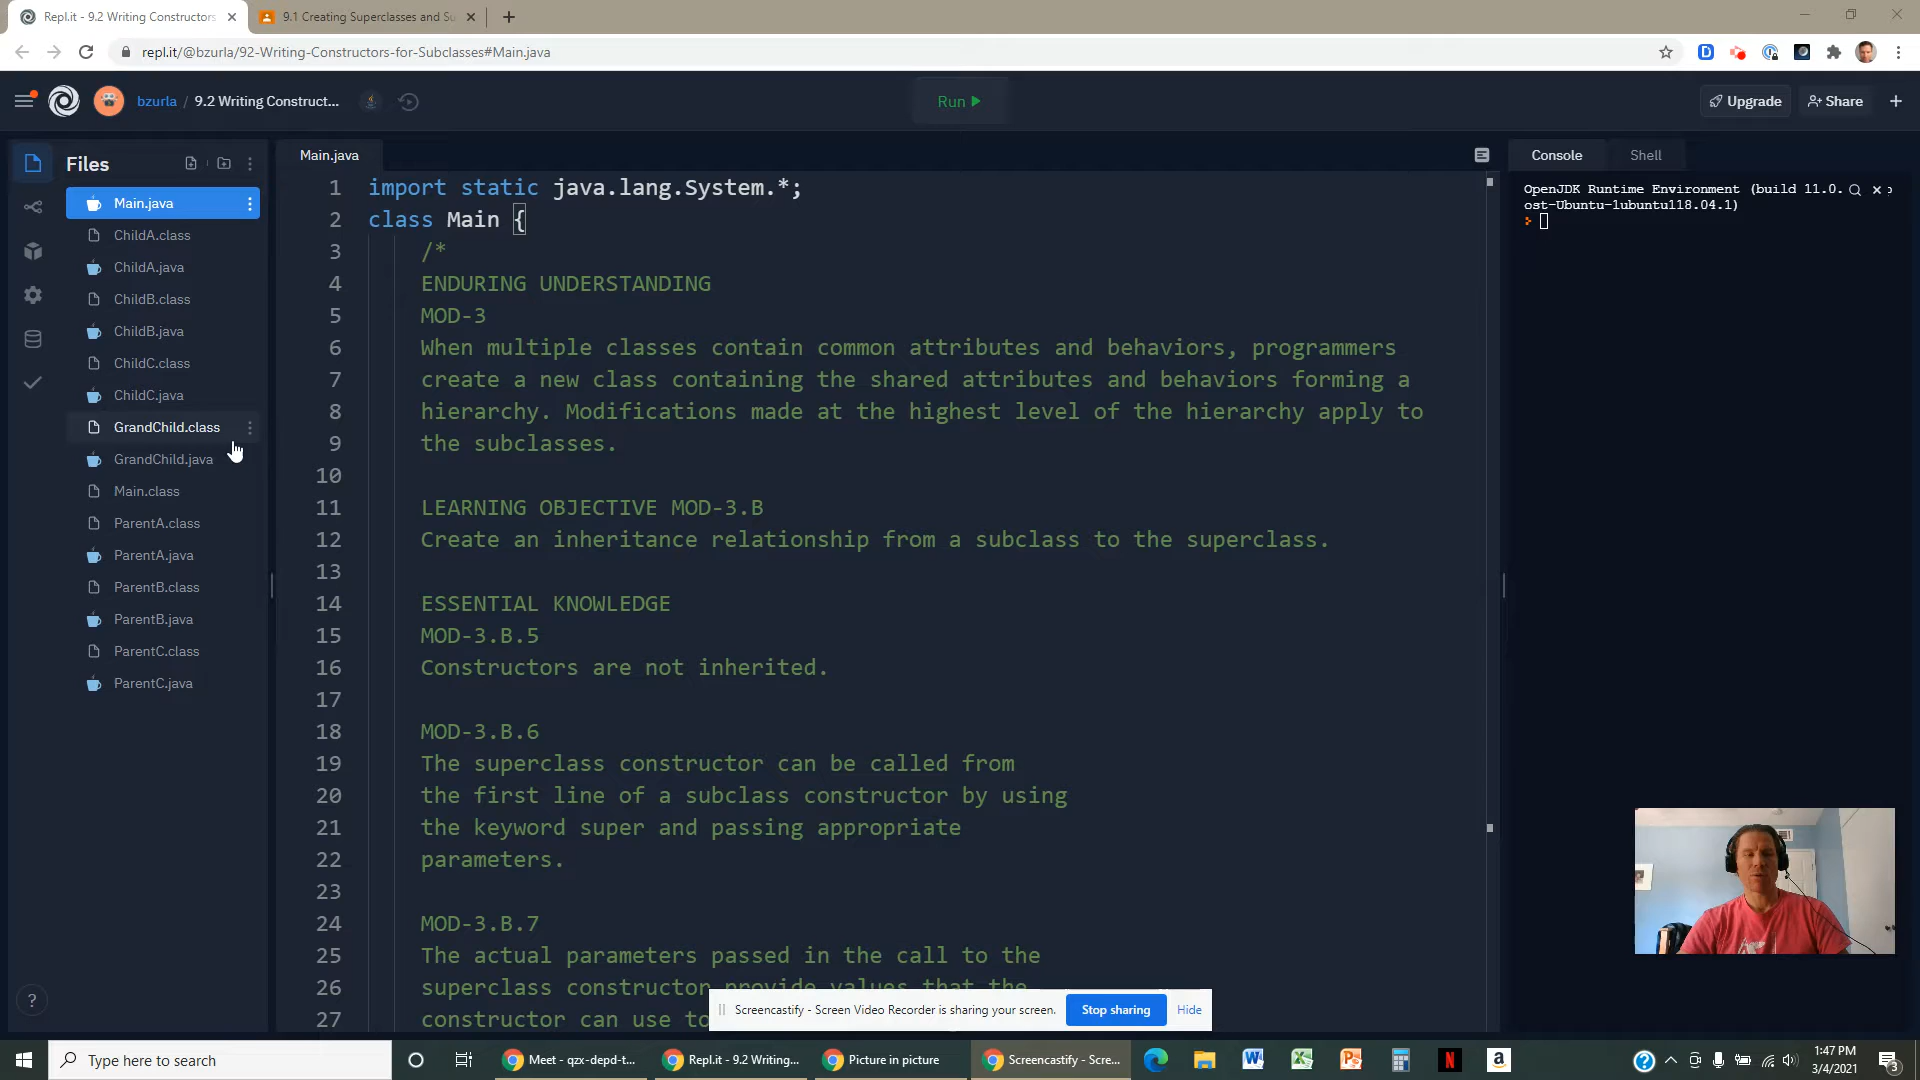 Repl.it - 9.2 Writing Constructors
9.1 Creating Superclasses and Su
repl.it/@bzurla/92-Writing-Constructors-for-Subclasses#Main.java
bzurla / 9.2 Writing Construct...
Run
Upgrade
Share
Files
Main.java
ChildA.class
ChildA.java
ChildB.class
ChildB.java
ChildC.class
ChildC.java
GrandChild.class
GrandChild.java
Main.class
ParentA.class
ParentA.java
ParentB.class
ParentB.java
ParentC.class
ParentC.java
?
Main.java
1 import static java.lang.System.*;
2 class Main {
3 /*
4 ENDURING UNDERSTANDING
5 MOD-3
6 When multiple classes contain common attributes and behaviors, programmers
7 create a new class containing the shared attributes and behaviors forming a
8 hierarchy. Modifications made at the highest level of the hierarchy apply to
9 the subclasses.
10
11 LEARNING OBJECTIVE MOD-3.B
12 Create an inheritance relationship from a subclass to the superclass.
13
14 ESSENTIAL KNOWLEDGE
15 MOD-3.B.5
16 Constructors are not inherited.
17
18 MOD-3.B.6
19 The superclass constructor can be called from
20 the first line of a subclass constructor by using
21 the keyword super and passing appropriate
22 parameters.
23
24 MOD-3.B.7
25 The actual parameters passed in the call to the
26 superclass constructor provide values that the
27 constructor can use to
Console
Shell
OpenJDK Runtime Environment (build 11.0.
ost-Ubuntu-1ubuntu118.04.1)
Screencastify - Screen Video Recorder is sharing your screen.
Stop sharing
Hide
Type here to search
Meet - qzx-depd-t...
Repl.it - 9.2 Writing...
Picture in picture
Screencastify - Scre...
1:47 PM
3/4/2021
3